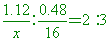 1.12/x : 0.48/16 = 2 : 3